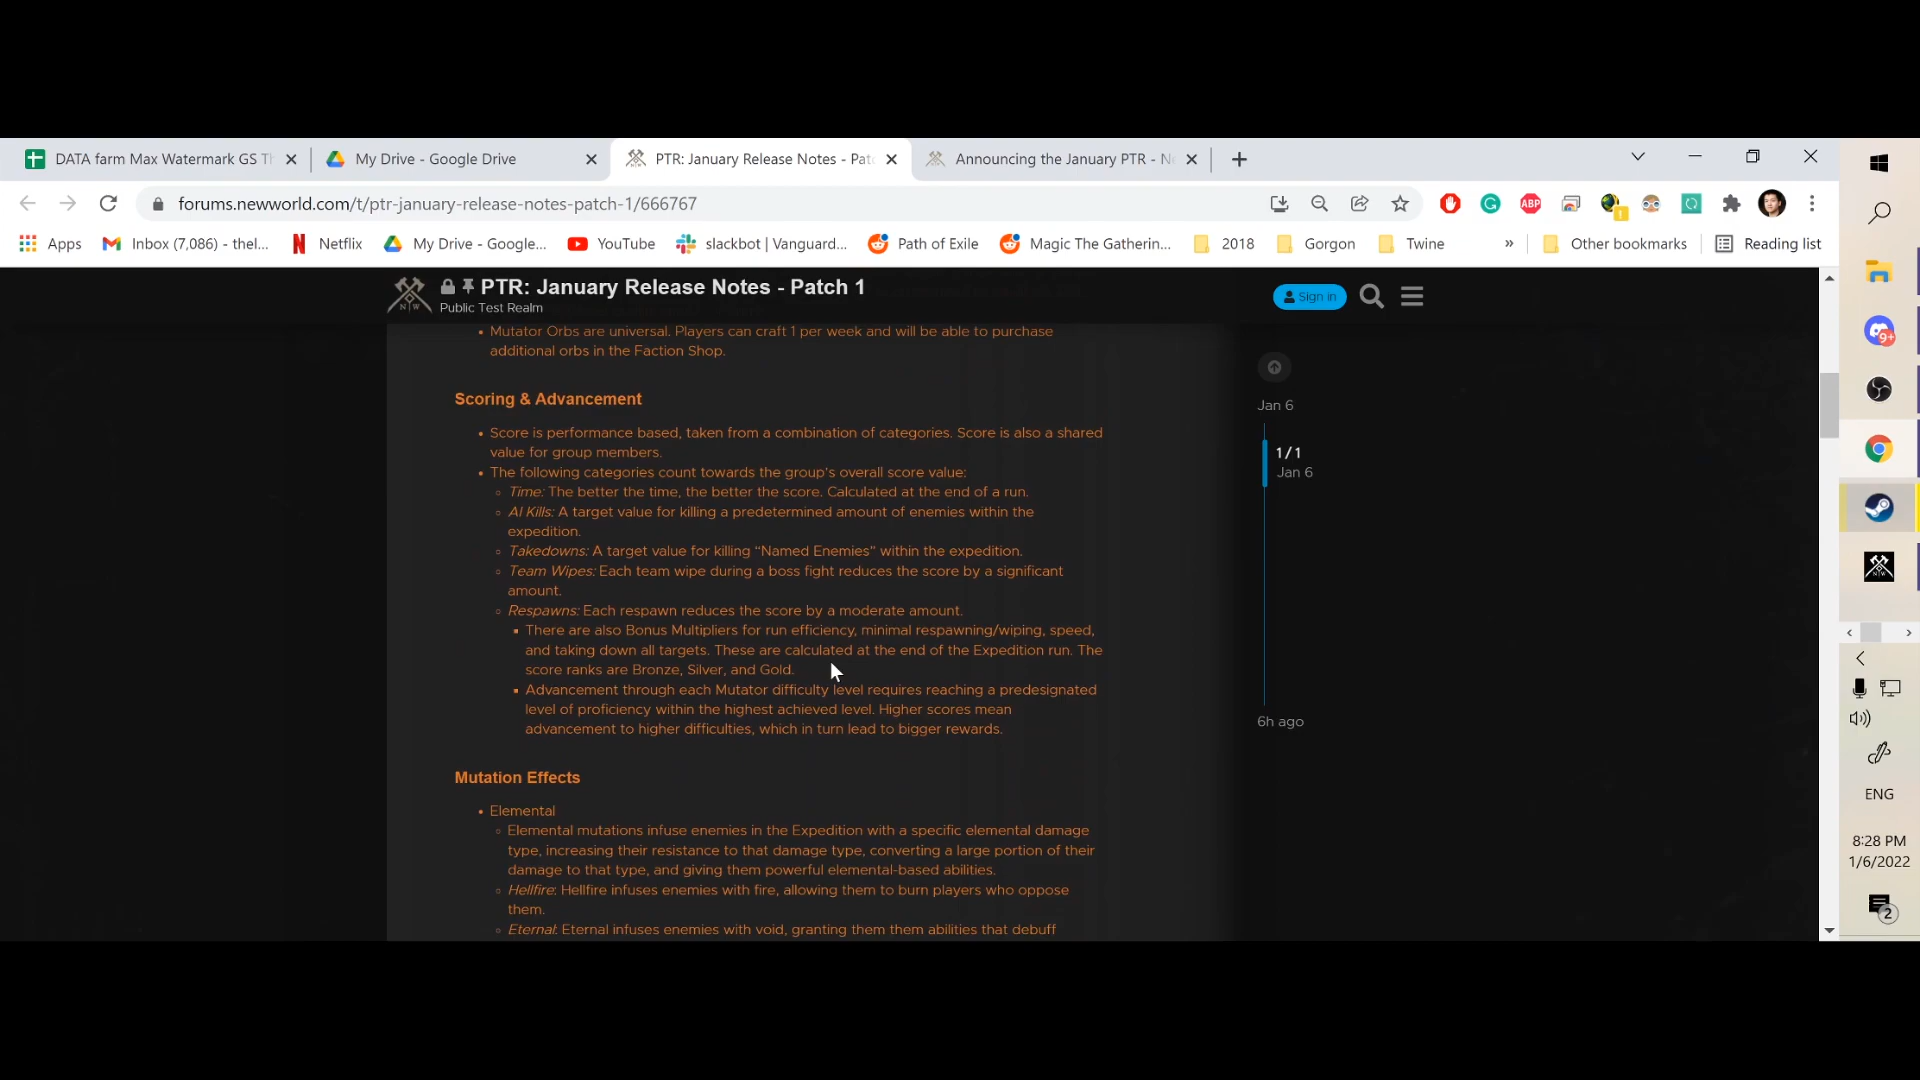 DATA farm Max Watermark GS Th
My Drive - Google Drive
PTR: January Release Notes - Pat
Announcing the January PTR - N
forums.newworld.com/t/ptr-january-release-notes-patch-1/666767
Apps
Inbox (7,086) - thel...
Netflix
My Drive - Google...
YouTube
slackbot | Vanguard...
Path of Exile
Magic The Gatherin...
2018
Gorgon
Twine
»
Other bookmarks
Reading list
PTR: January Release Notes - Patch 1
Public Test Realm
Sign in
• Mutator Orbs are universal. Players can craft 1 per week and will be able to purchase
additional orbs in the Faction Shop.
Scoring & Advancement
• Score is performance based, taken from a combination of categories. Score is also a shared
value for group members.
• The following categories count towards the group's overall score value:
◦ Time: The better the time, the better the score. Calculated at the end of a run.
◦ AI Kills: A target value for killing a predetermined amount of enemies within the
expedition.
◦ Takedowns: A target value for killing “Named Enemies” within the expedition.
◦ Team Wipes: Each team wipe during a boss fight reduces the score by a significant
amount.
◦ Respawns: Each respawn reduces the score by a moderate amount.
▪ There are also Bonus Multipliers for run efficiency, minimal respawning/wiping, speed,
and taking down all targets. These are calculated at the end of the Expedition run. The
score ranks are Bronze, Silver, and Gold.
▪ Advancement through each Mutator difficulty level requires reaching a predesignated
level of proficiency within the highest achieved level. Higher scores mean
advancement to higher difficulties, which in turn lead to bigger rewards.
Mutation Effects
• Elemental
◦ Elemental mutations infuse enemies in the Expedition with a specific elemental damage
type, increasing their resistance to that damage type, converting a large portion of their
damage to that type, and giving them powerful elemental-based abilities.
◦ Hellfire: Hellfire infuses enemies with fire, allowing them to burn players who oppose
them.
◦ Eternal: Eternal infuses enemies with void, granting them them abilities that debuff
Jan 6
1/1
Jan 6
6h ago
ABP
1
9+
NW
NW
ENG
8:28 PM
1/6/2022
2